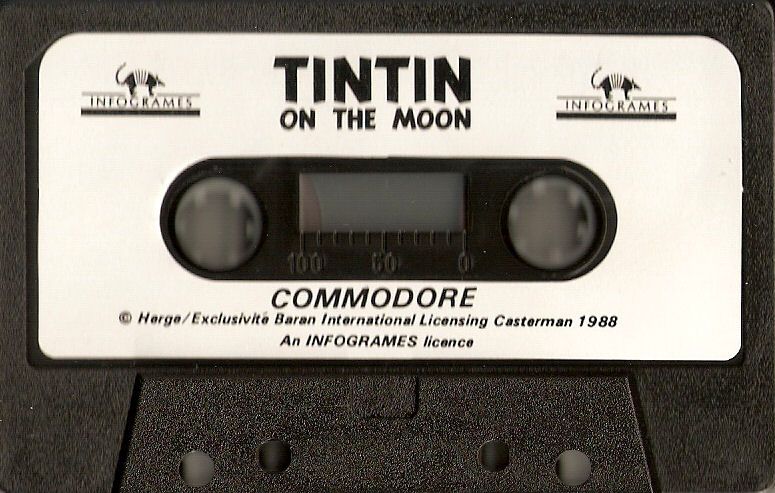 INFOGRAMES
TINTIN
ON THE MOON
INFOGRAMES
100 50 0
COMMODORE
© Herge/Exclusivité Baran International Licensing Casterman 1988
An INFOGRAMES licence